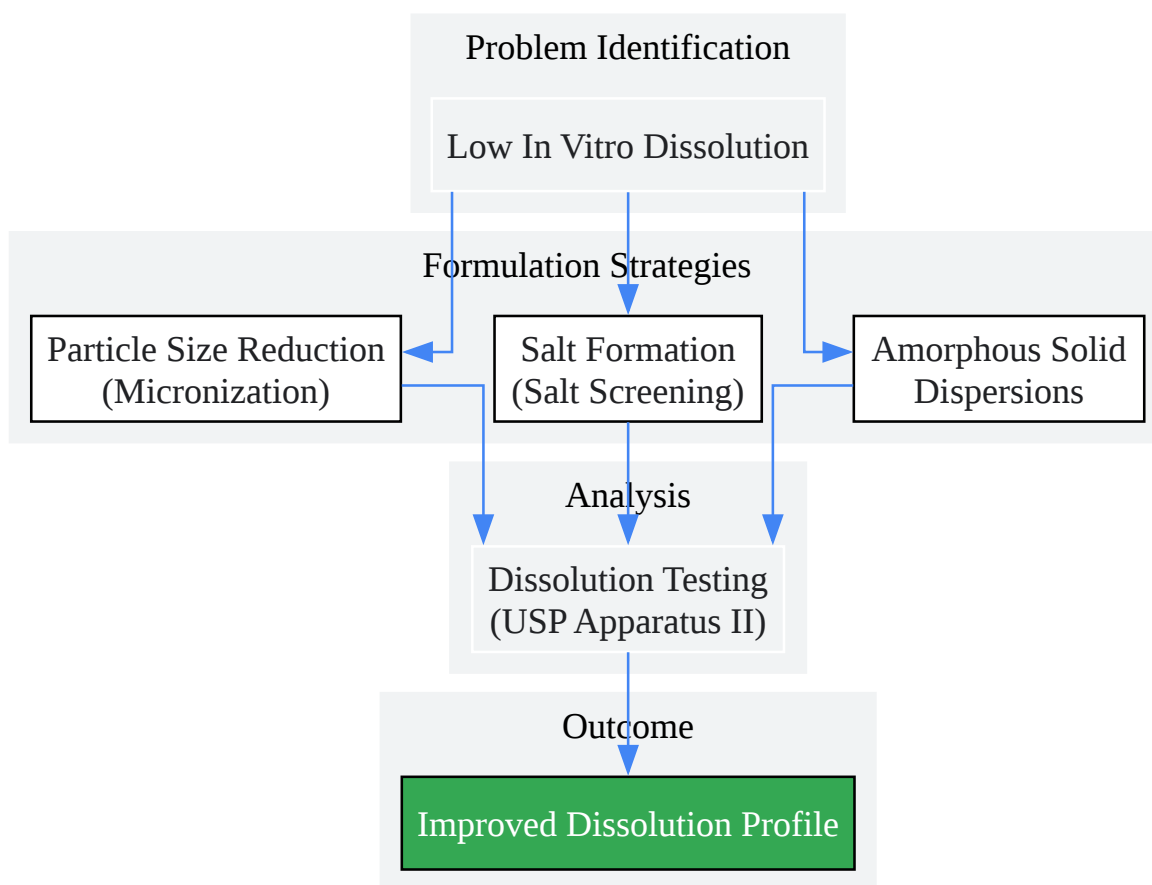 Problem Identification
Low In Vitro Dissolution
Formulation Strategies
Particle Size Reduction
(Micronization)
Salt Formation
(Salt Screening)
Amorphous Solid
Dispersions
Analysis
Dissolution Testing
(USP Apparatus II)
Outcome
Improved Dissolution Profile